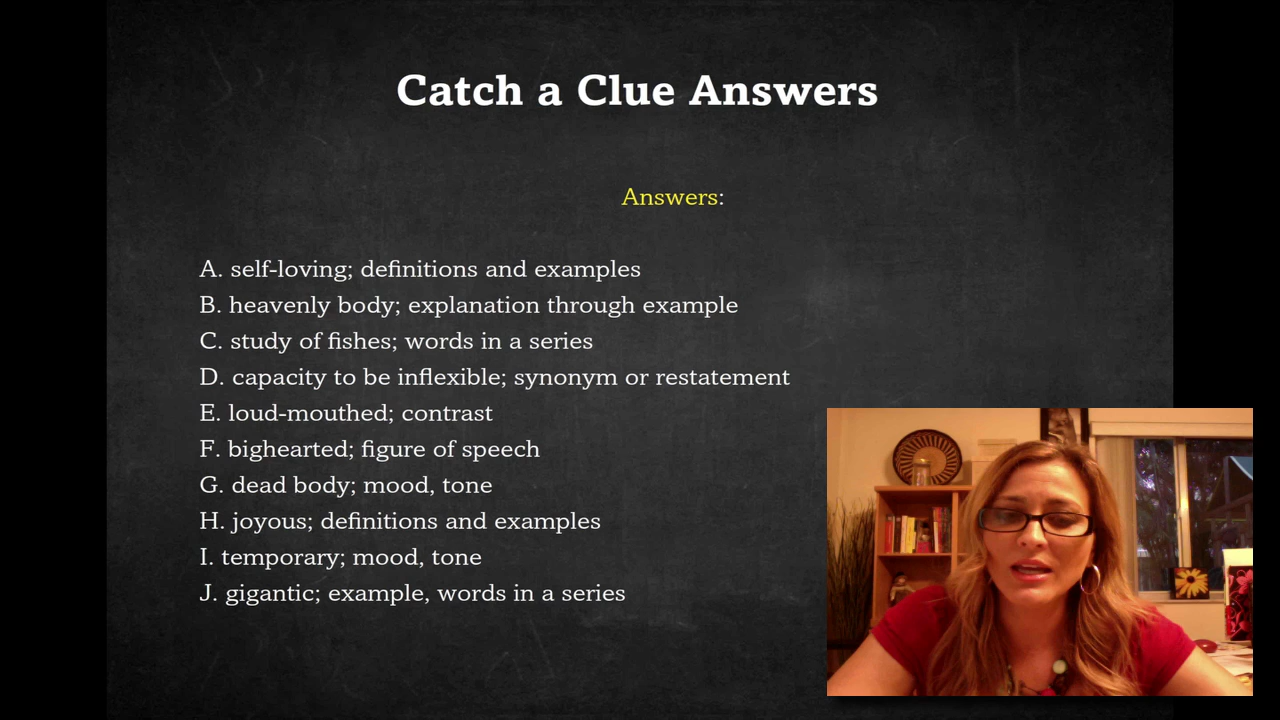 Catch a Clue Answers
Answers:
A. self-loving; definitions and examples
B. heavenly body; explanation through example
C. study of fishes; words in a series
D. capacity to be inflexible; synonym or restatement
E. loud-mouthed; contrast
F. bighearted; figure of speech
G. dead body; mood, tone
H. joyous; definitions and examples
I. temporary; mood, tone
J. gigantic; example, words in a series